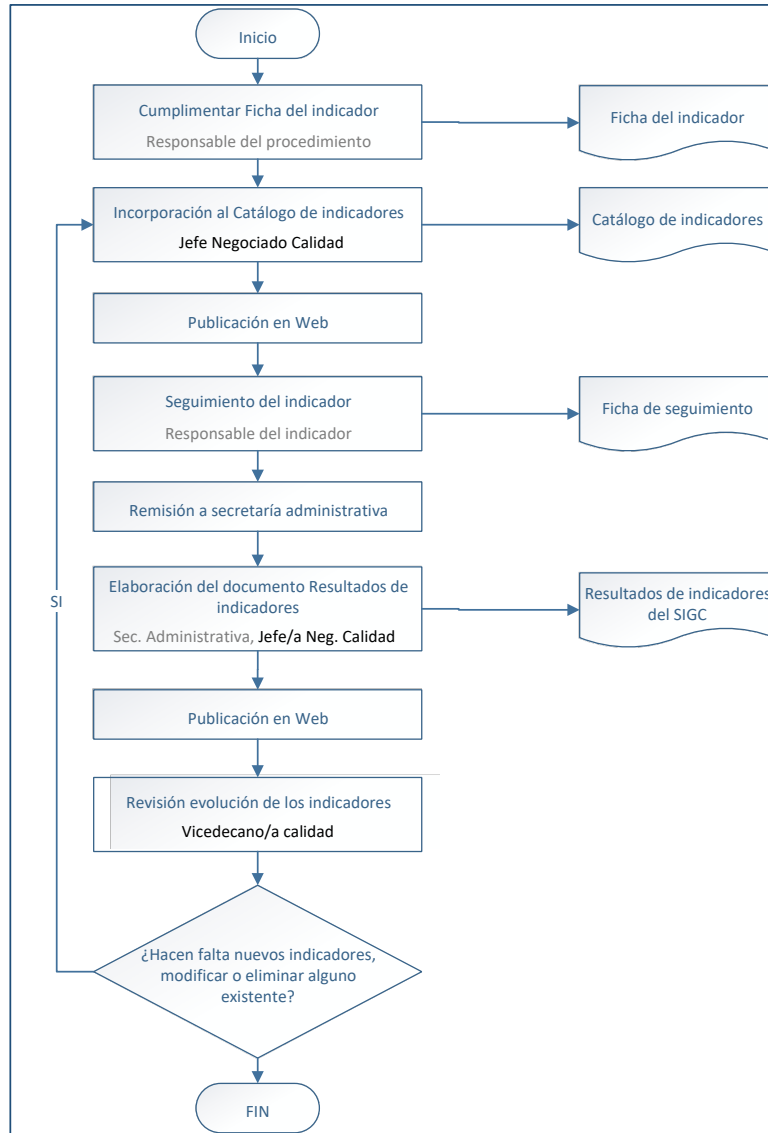 Inicio
Cumplimentar Ficha del indicador
Responsable del procedimiento
Ficha del indicador
Incorporación al Catálogo de indicadores
Jefe Negociado Calidad
Catálogo de indicadores
Publicación en Web
Seguimiento del indicador
Responsable del indicador
Ficha de seguimiento
Remisión a secretaría administrativa
Elaboración del documento Resultados de
indicadores
Sec. Administrativa, Jefe/a Neg. Calidad
Resultados de indicadores
del SIGC
SI
Publicación en Web
Revisión evolución de los indicadores
Vicedecano/a calidad
¿Hacen falta nuevos indicadores,
modificar o eliminar alguno
existente?
FIN